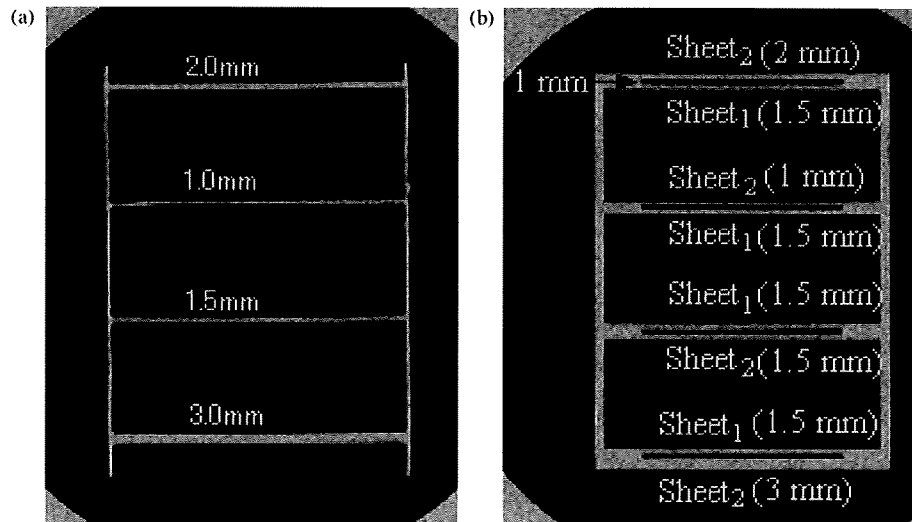 (a)
2.0mm
1.0mm
1.5mm
3.0mm
(b)
Sheet2 (2 mm)
1 mm
Sheet1 (1.5 mm)
Sheet2 (1 mm)
Sheet1 (1.5 mm)
Sheet1 (1.5 mm)
Sheet2 (1.5 mm)
Sheet1 (1.5 mm)
Sheet2 (3 mm)